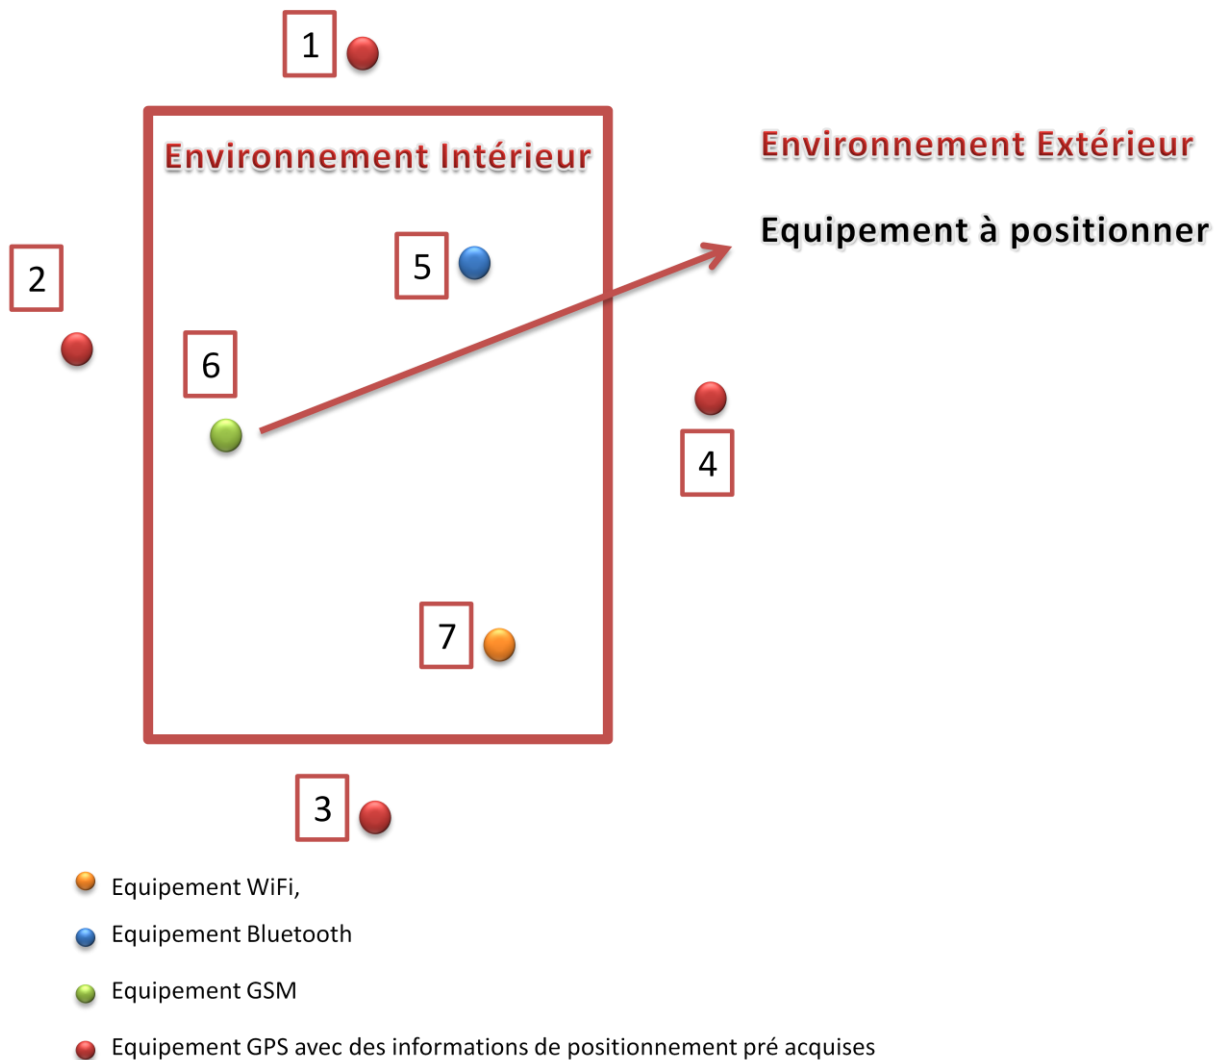 1
Environnement Intérieur
Environnement Extérieur
Equipement à positionner
5
2
6
4
7
3
Equipement WiFi,
Equipement Bluetooth
Equipement GSM
Equipement GPS avec des informations de positionnement pré acquises